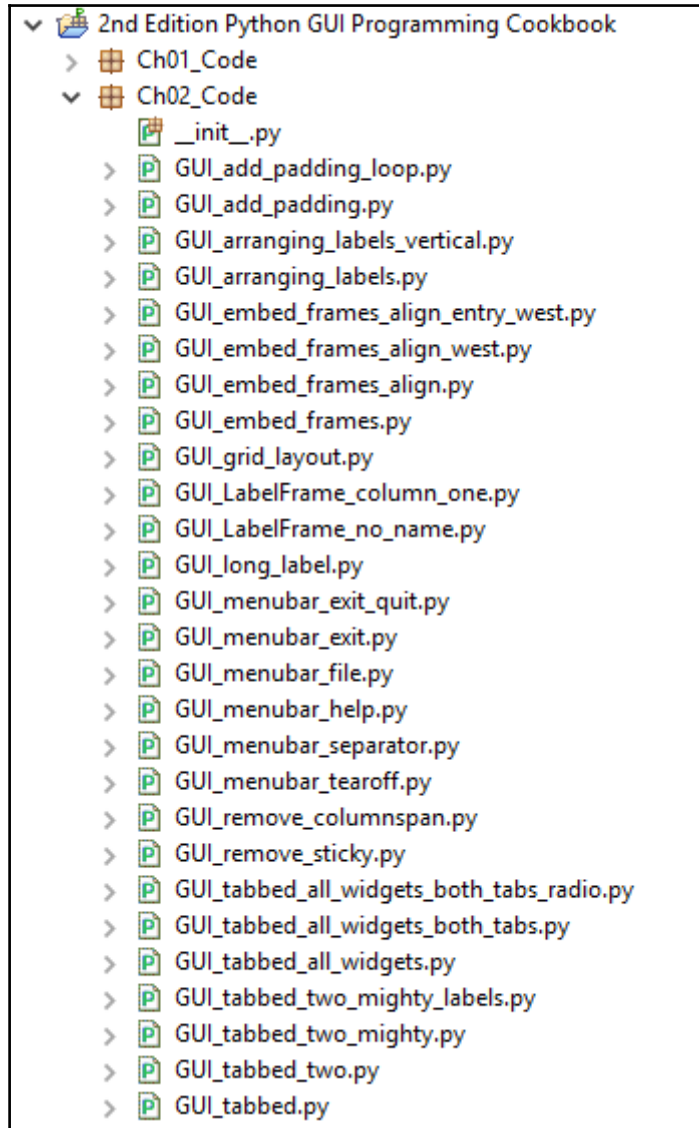 2nd Edition Python GUI Programming Cookbook
Ch01_Code
Ch02_Code
__init__.py
GUI_add_padding_loop.py
GUI_add_padding.py
GUI_arranging_labels_vertical.py
GUI_arranging_labels.py
GUI_embed_frames_align_entry_west.py
GUI_embed_frames_align_west.py
GUI_embed_frames_align.py
GUI_embed_frames.py
GUI_grid_layout.py
GUI_LabelFrame_column_one.py
GUI_LabelFrame_no_name.py
GUI_long_label.py
GUI_menubar_exit_quit.py
GUI_menubar_exit.py
GUI_menubar_file.py
GUI_menubar_help.py
GUI_menubar_separator.py
GUI_menubar_tearoff.py
GUI_remove_columnspan.py
GUI_remove_sticky.py
GUI_tabbed_all_widgets_both_tabs_radio.py
GUI_tabbed_all_widgets_both_tabs.py
GUI_tabbed_all_widgets.py
GUI_tabbed_two_mighty_labels.py
GUI_tabbed_two_mighty.py
GUI_tabbed_two.py
GUI_tabbed.py